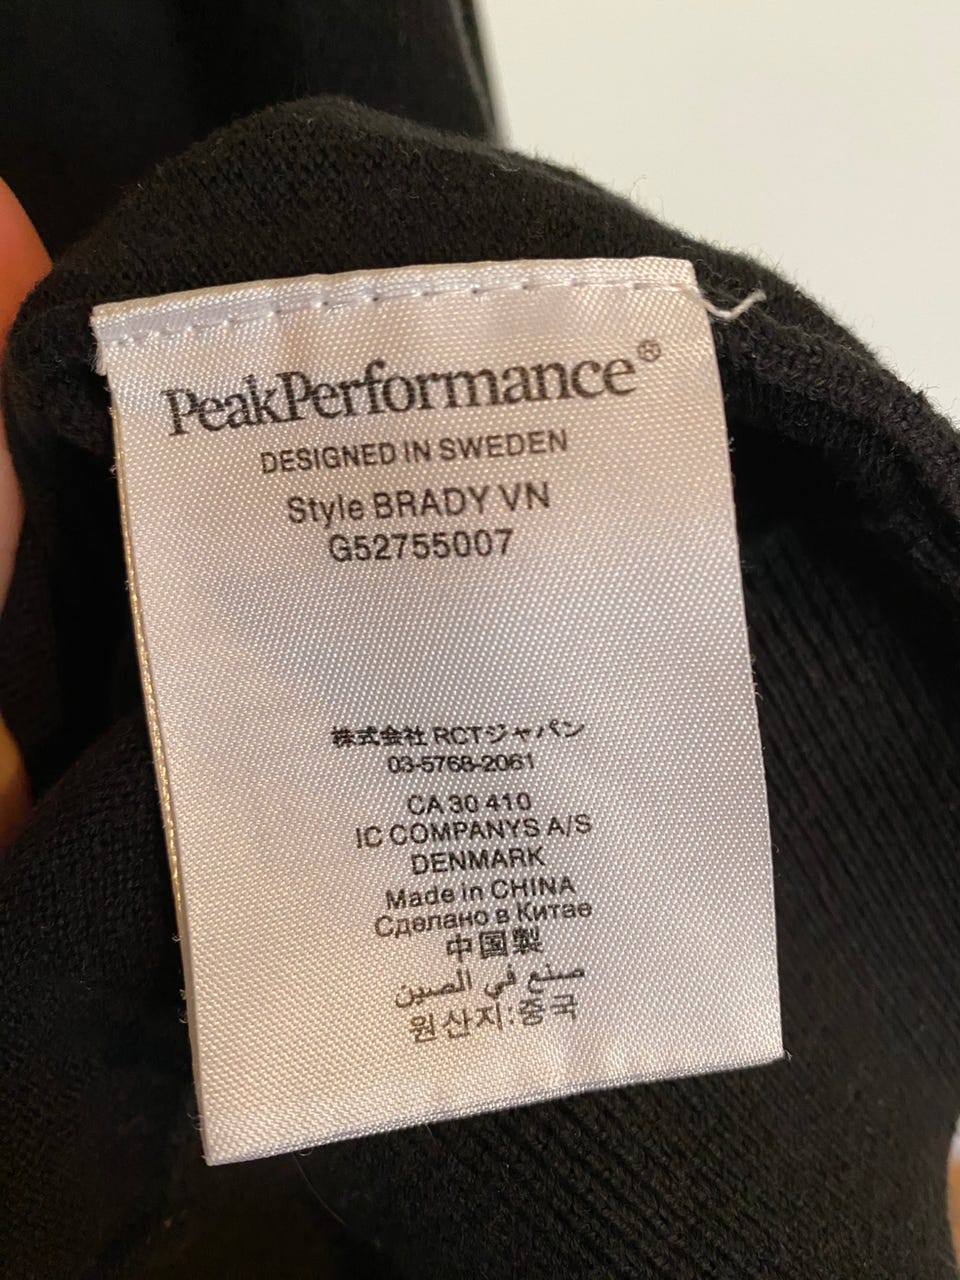 PeakPerformance®
DESIGNED IN SWEDEN
Style BRADY VN
G52755007
株式会社 RCTジャパン
03-5768-2061
CA 30 410
IC COMPANYS A/S
DENMARK
Made in CHINA
Сделано в Китае
中国製
صنع في الصين
원산지:중국